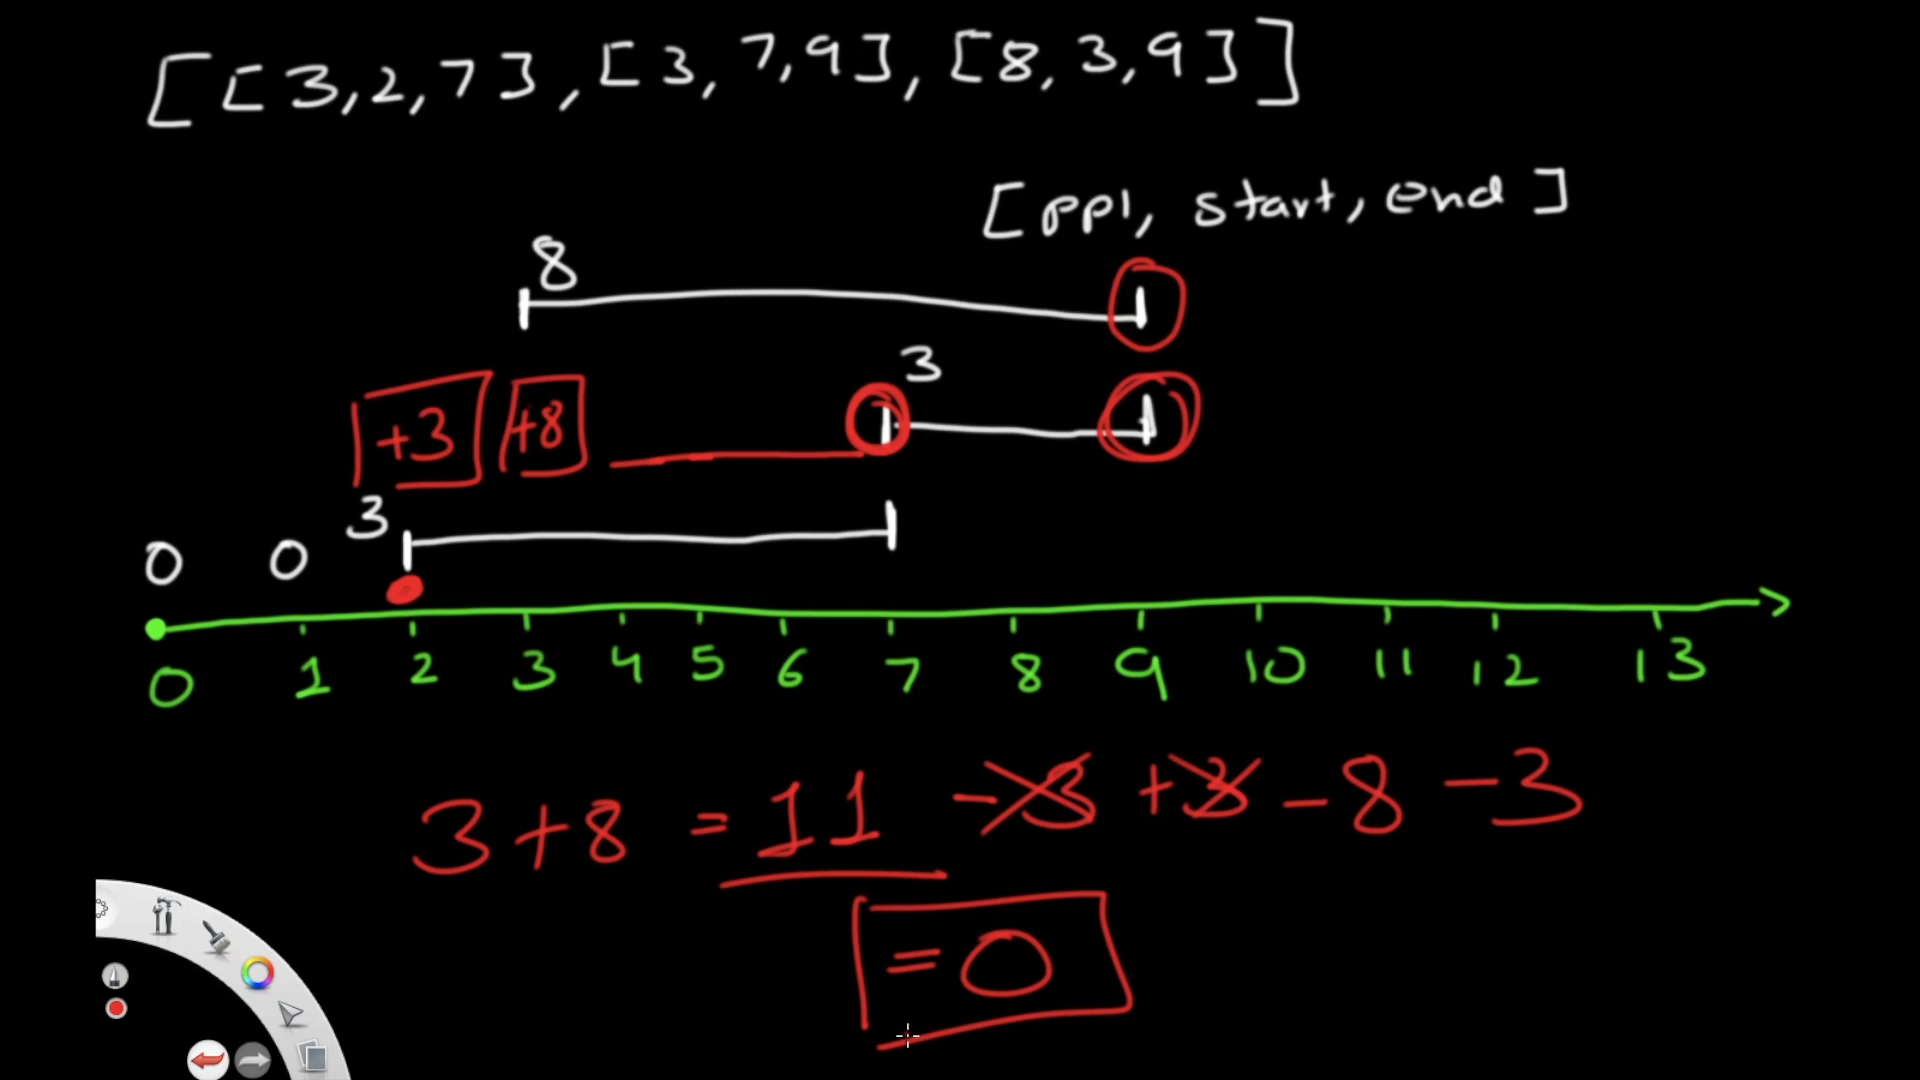 [[3,2,7],[3,7,9],[8,3,9]]
[ppl, start, end]
8
3
+3 +8
3
0 0
0 1 2 3 4 5 6 7 8 9 10 11 12 13
3+8 = 11 -3 +3 -8 -3
= 0